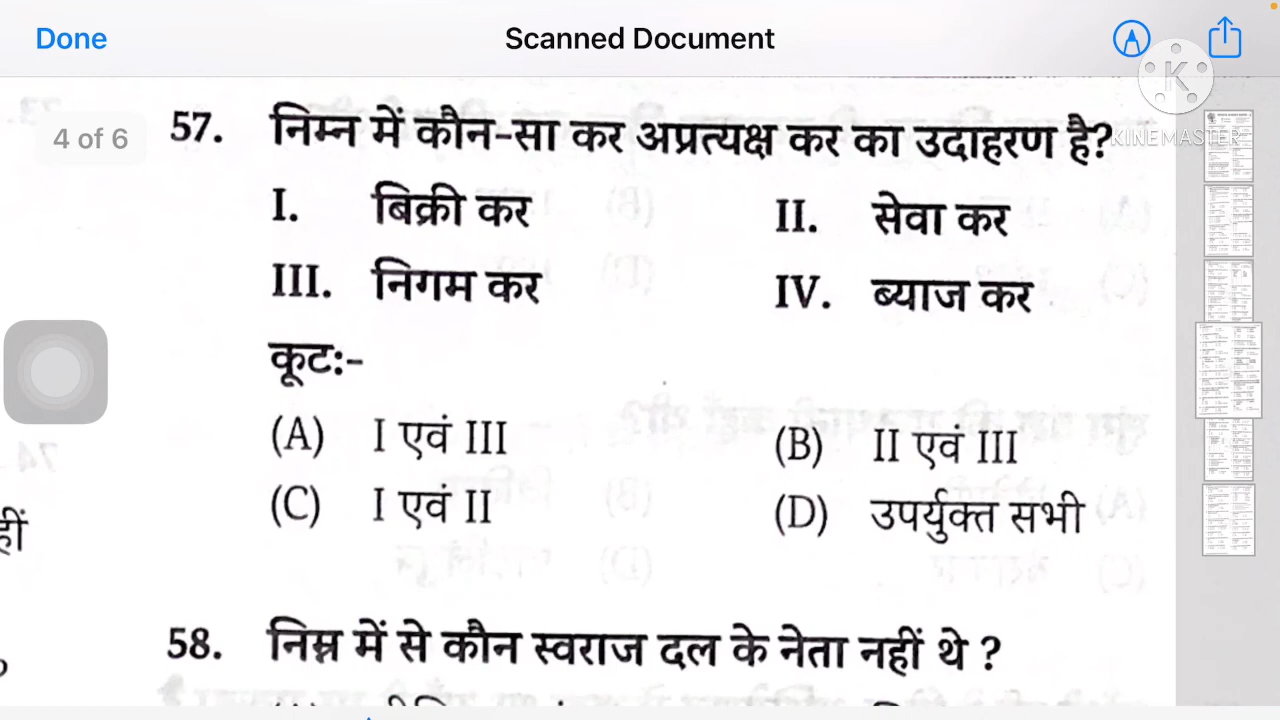 Done Scanned Document
4 of 6
KINEMASTER
57. निम्न में कौन-सा कर अप्रत्यक्ष कर का उदाहरण है?
I. बिक्री कर II. सेवा कर
III. निगम कर IV. ब्याज कर
कूटः-
(A) I एवं III (B) II एवं III
(C) I एवं II (D) उपर्युक्त सभी
58. निम्न में से कौन स्वराज दल के नेता नहीं थे ?